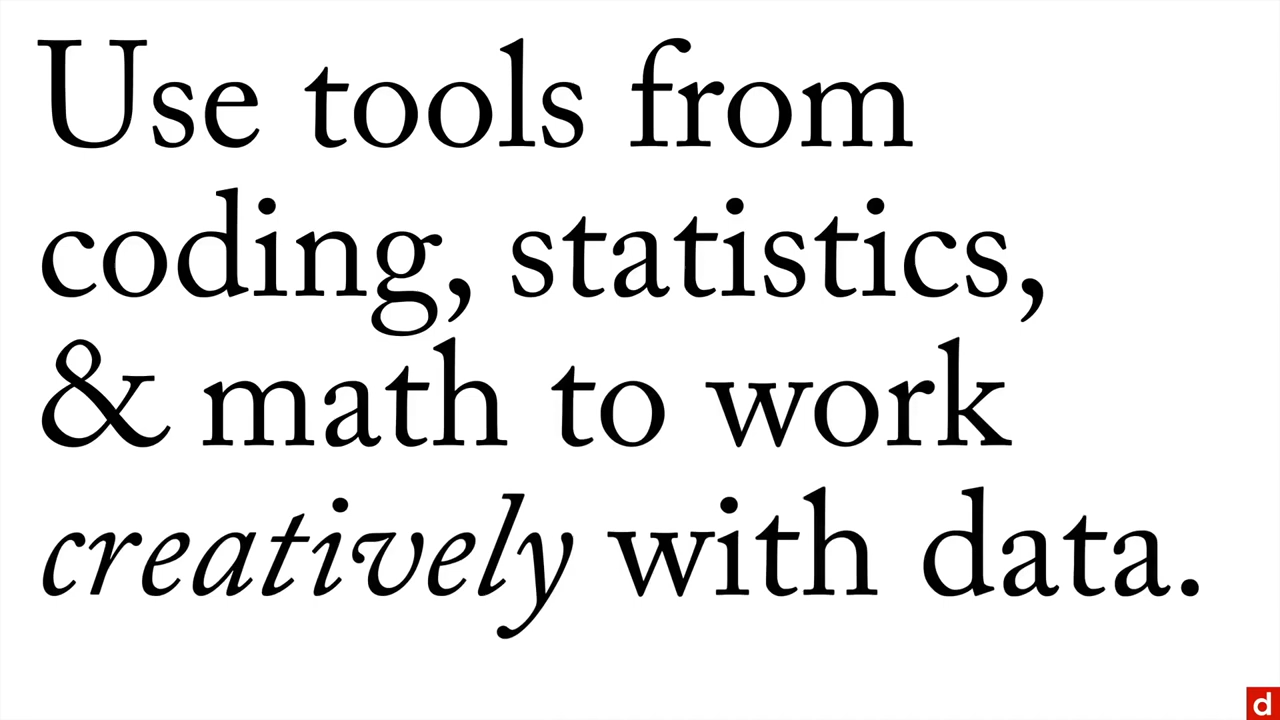 Use tools from
coding, statistics,
& math to work
creatively with data.
d